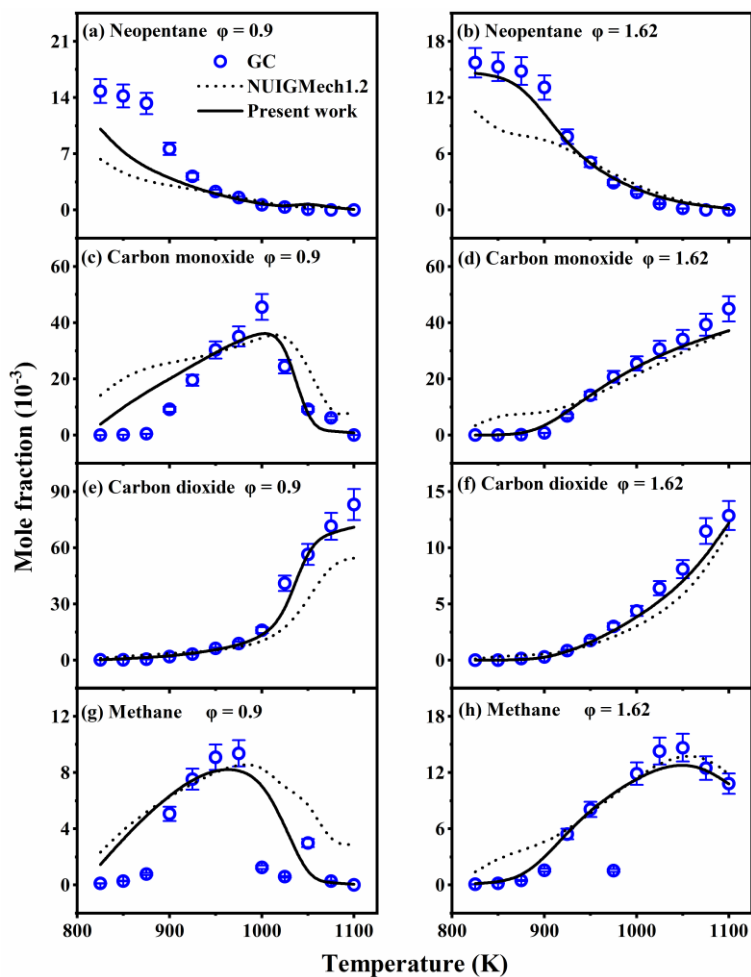 (a) Neopentane φ = 0.9
GC
NUIGMech1.2
Present work
21
14
7
0
(b) Neopentane φ = 1.62
18
12
6
0
(c) Carbon monoxide φ = 0.9
60
40
20
0
(d) Carbon monoxide φ = 1.62
60
40
20
0
(e) Carbon dioxide φ = 0.9
90
60
30
0
(f) Carbon dioxide φ = 1.62
15
10
5
0
(g) Methane φ = 0.9
12
8
4
0
(h) Methane φ = 1.62
18
12
6
0
800 900 1000 1100
800 900 1000 1100
Mole fraction (10⁻³)
Temperature (K)
Temperature (K)